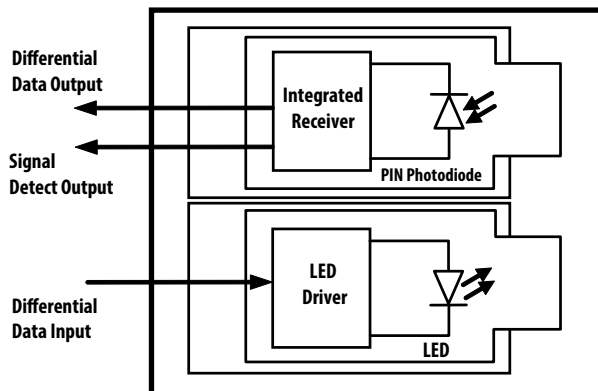 Differential
Data Output
Integrated
Receiver
Signal
Detect Output
PIN Photodiode
LED
Driver
Differential
Data Input
LED